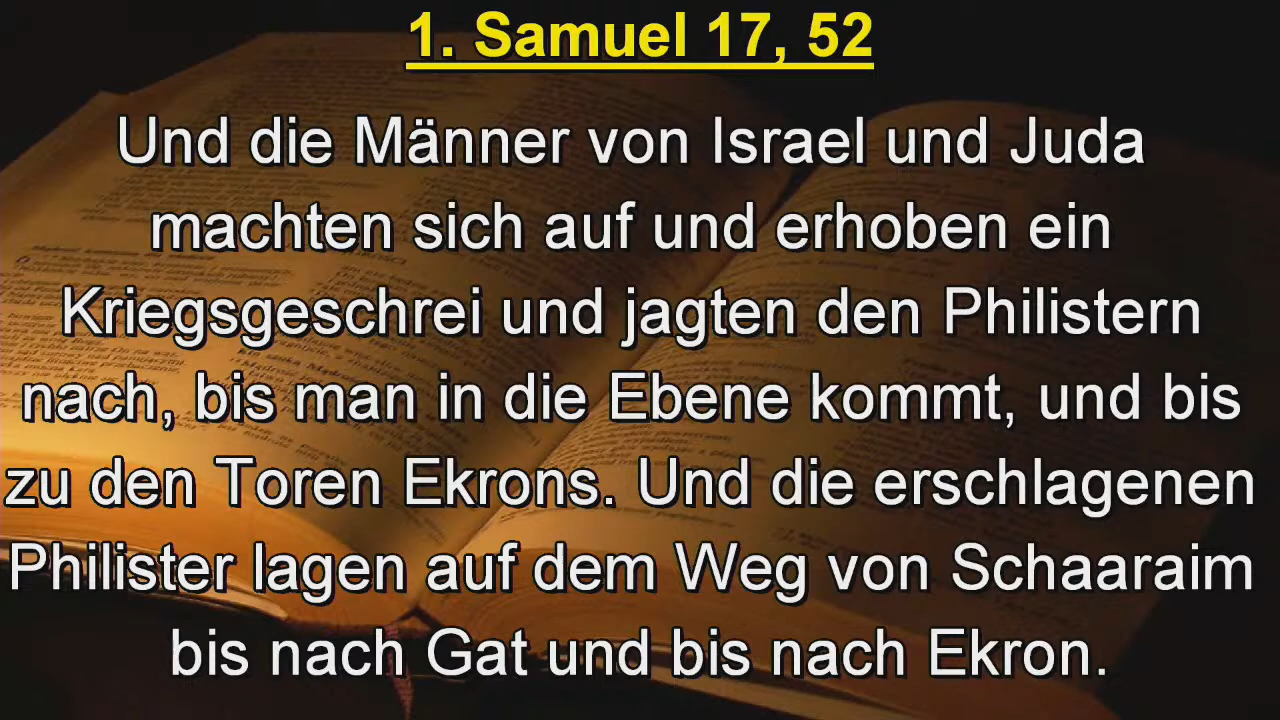 1. Samuel 17, 52
Und die Männer von Israel und Juda
machten sich auf und erhoben ein
Kriegsgeschrei und jagten den Philistern
nach, bis man in die Ebene kommt, und bis
zu den Toren Ekrons. Und die erschlagenen
Philister lagen auf dem Weg von Schaaraim
bis nach Gat und bis nach Ekron.